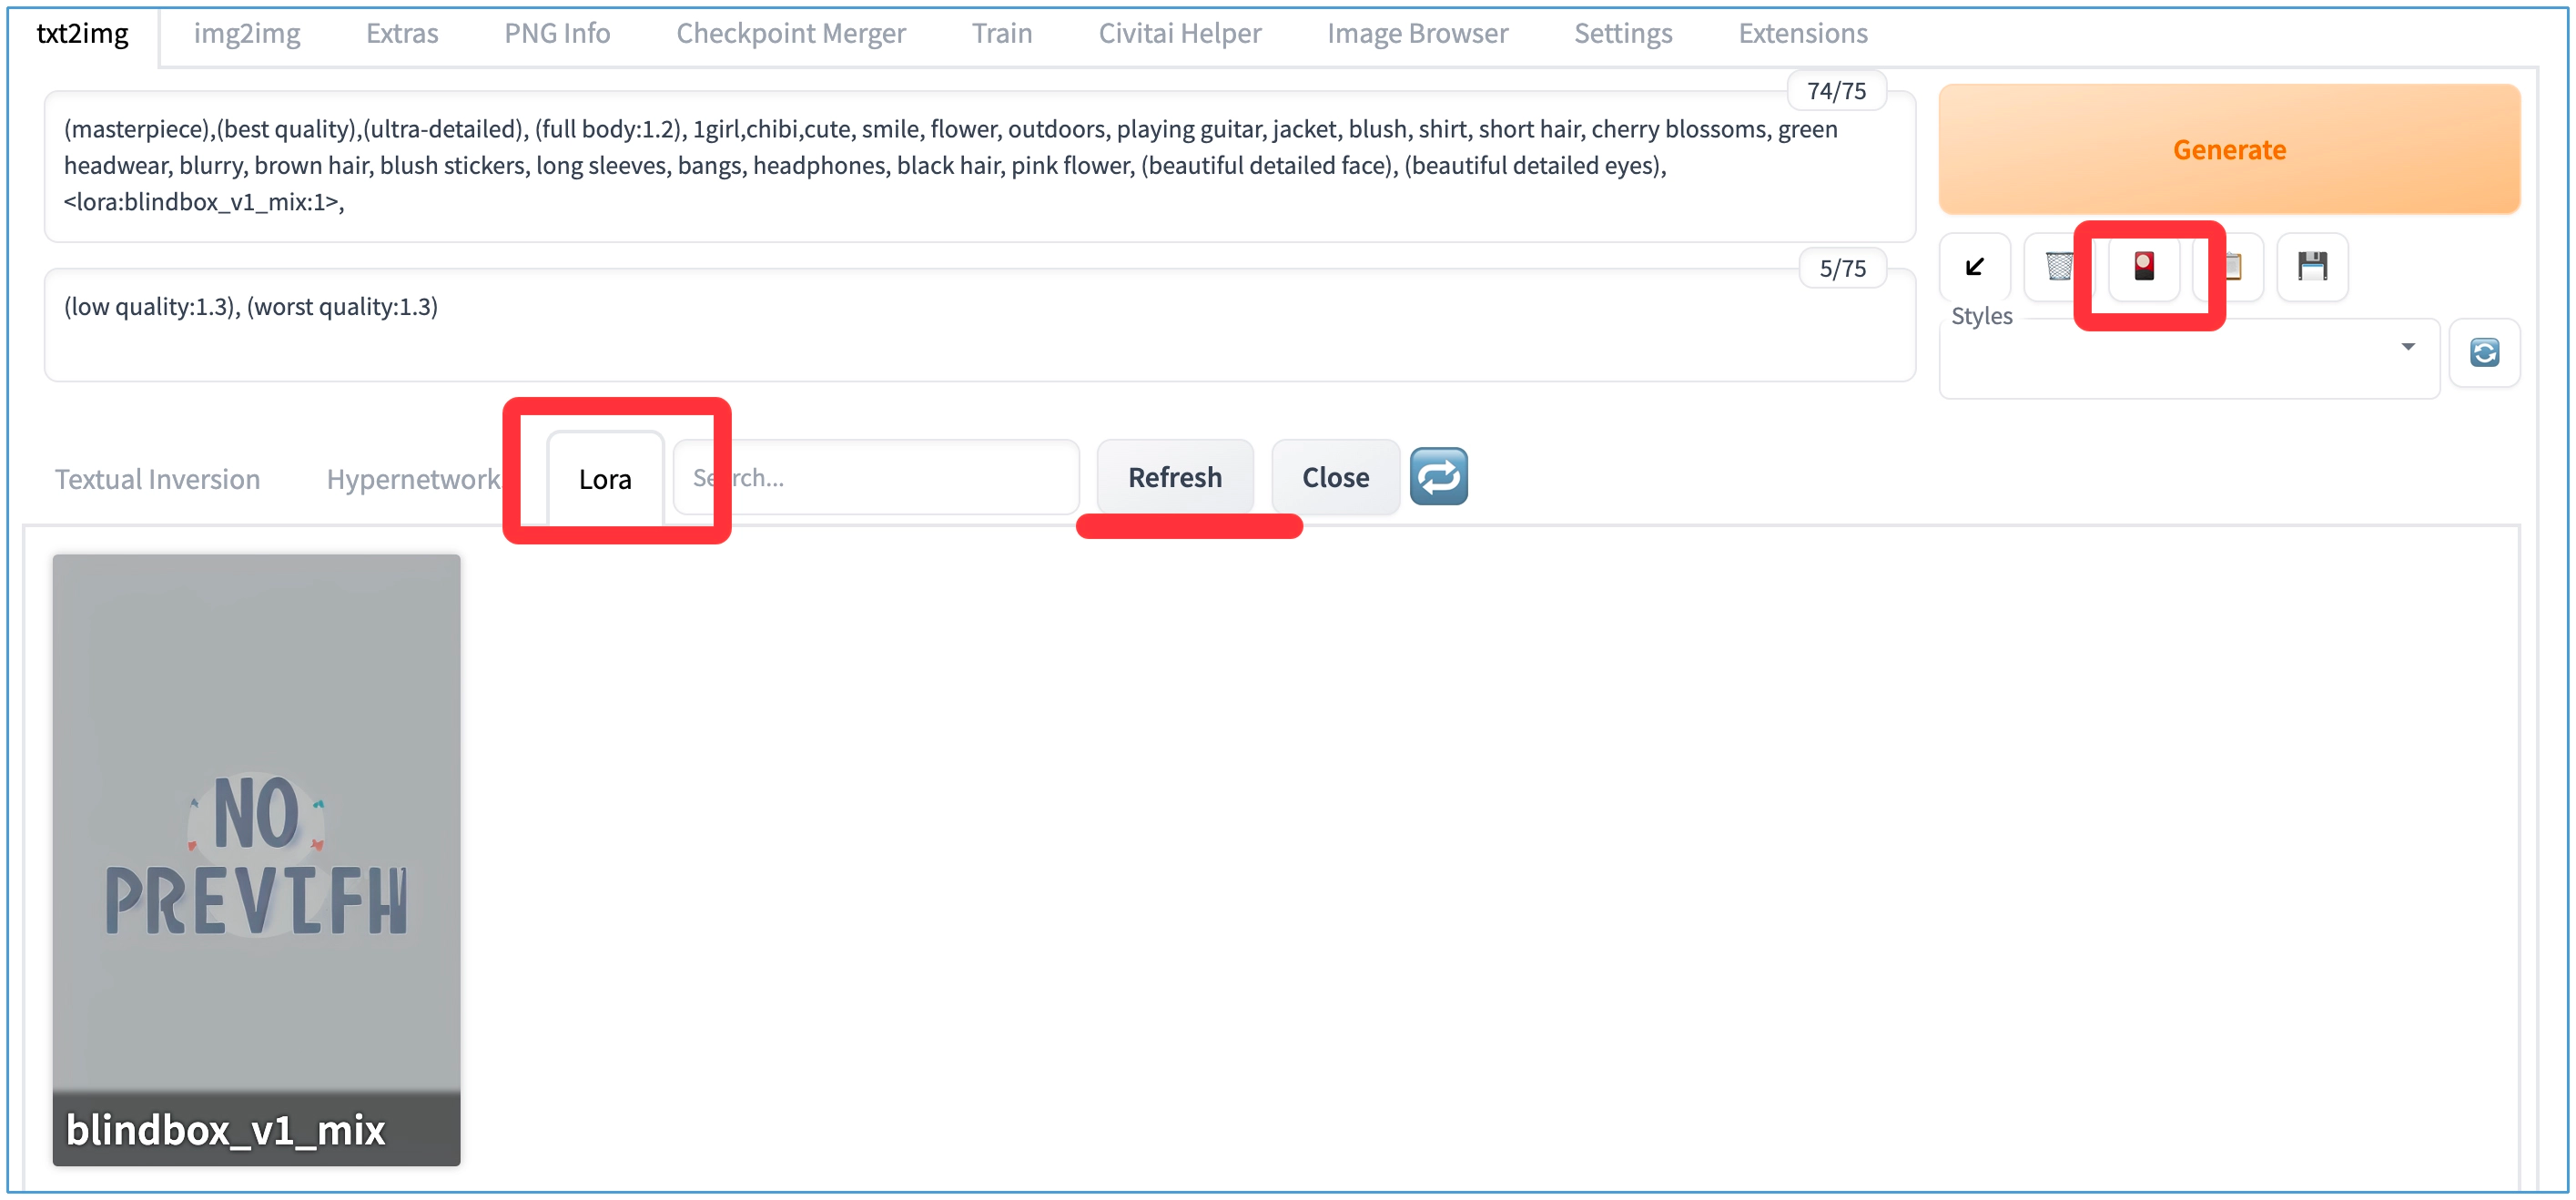 txt2img img2img Extras PNG Info Checkpoint Merger Train Civitai Helper Image Browser Settings Extensions
74/75
(masterpiece),(best quality),(ultra-detailed), (full body:1.2), 1girl,chibi,cute, smile, flower, outdoors, playing guitar, jacket, blush, shirt, short hair, cherry blossoms, green
headwear, blurry, brown hair, blush stickers, long sleeves, bangs, headphones, black hair, pink flower, (beautiful detailed face), (beautiful detailed eyes),
<lora:blindbox_v1_mix:1>,
Generate
5/75
(low quality:1.3), (worst quality:1.3)
Styles
Textual Inversion Hypernetwork Lora Search... Refresh Close
NO
PREVIFW
blindbox_v1_mix